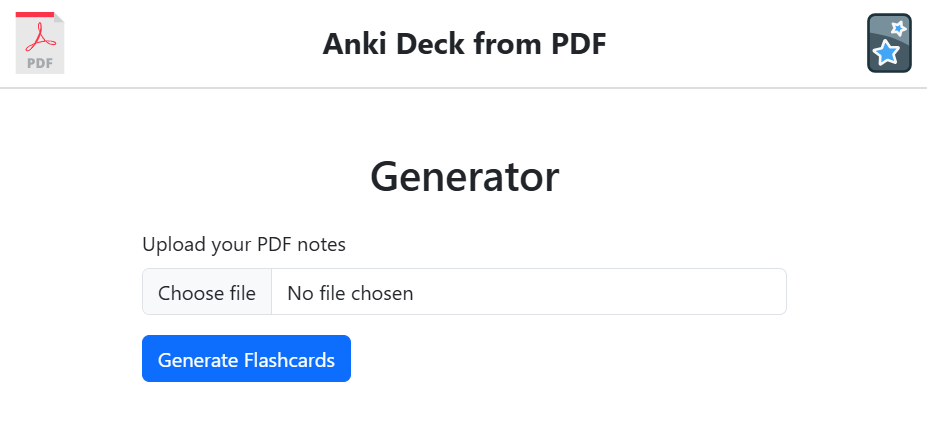 PDF
Anki Deck from PDF
Generator
Upload your PDF notes
Choose file No file chosen
Generate Flashcards